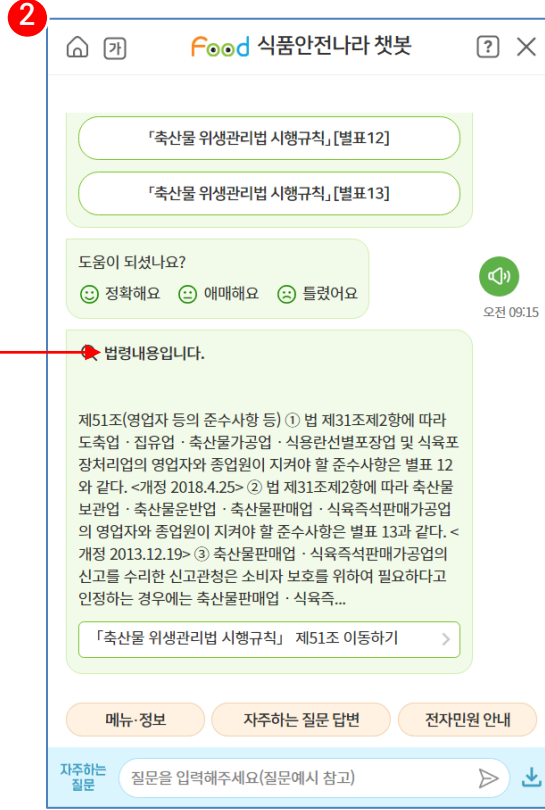 2
가 Food 식품안전나라 챗봇 ?
「축산물 위생관리법 시행규칙」[별표12]
「축산물 위생관리법 시행규칙」[별표13]
도움이 되셨나요?
정확해요 애매해요 틀렸어요
오전 09:15
법령내용입니다.
제51조(영업자 등의 준수사항 등) ① 법 제31조제2항에 따라
도축업ㆍ집유업ㆍ축산물가공업ㆍ식용란선별포장업 및 식육포
장처리업의 영업자와 종업원이 지켜야 할 준수사항은 별표 12
와 같다. <개정 2018.4.25> ② 법 제31조제2항에 따라 축산물
보관업ㆍ축산물운반업ㆍ축산물판매업ㆍ식육즉석판매가공업
의 영업자와 종업원이 지켜야 할 준수사항은 별표 13과 같다. <
개정 2013.12.19> ③ 축산물판매업ㆍ식육즉석판매가공업의
신고를 수리한 신고관청은 소비자 보호를 위하여 필요하다고
인정하는 경우에는 축산물판매업ㆍ식육즉...
「축산물 위생관리법 시행규칙」 제51조 이동하기
메뉴·정보 자주하는 질문 답변 전자민원 안내
자주하는
질문
질문을 입력해주세요(질문예시 참고)